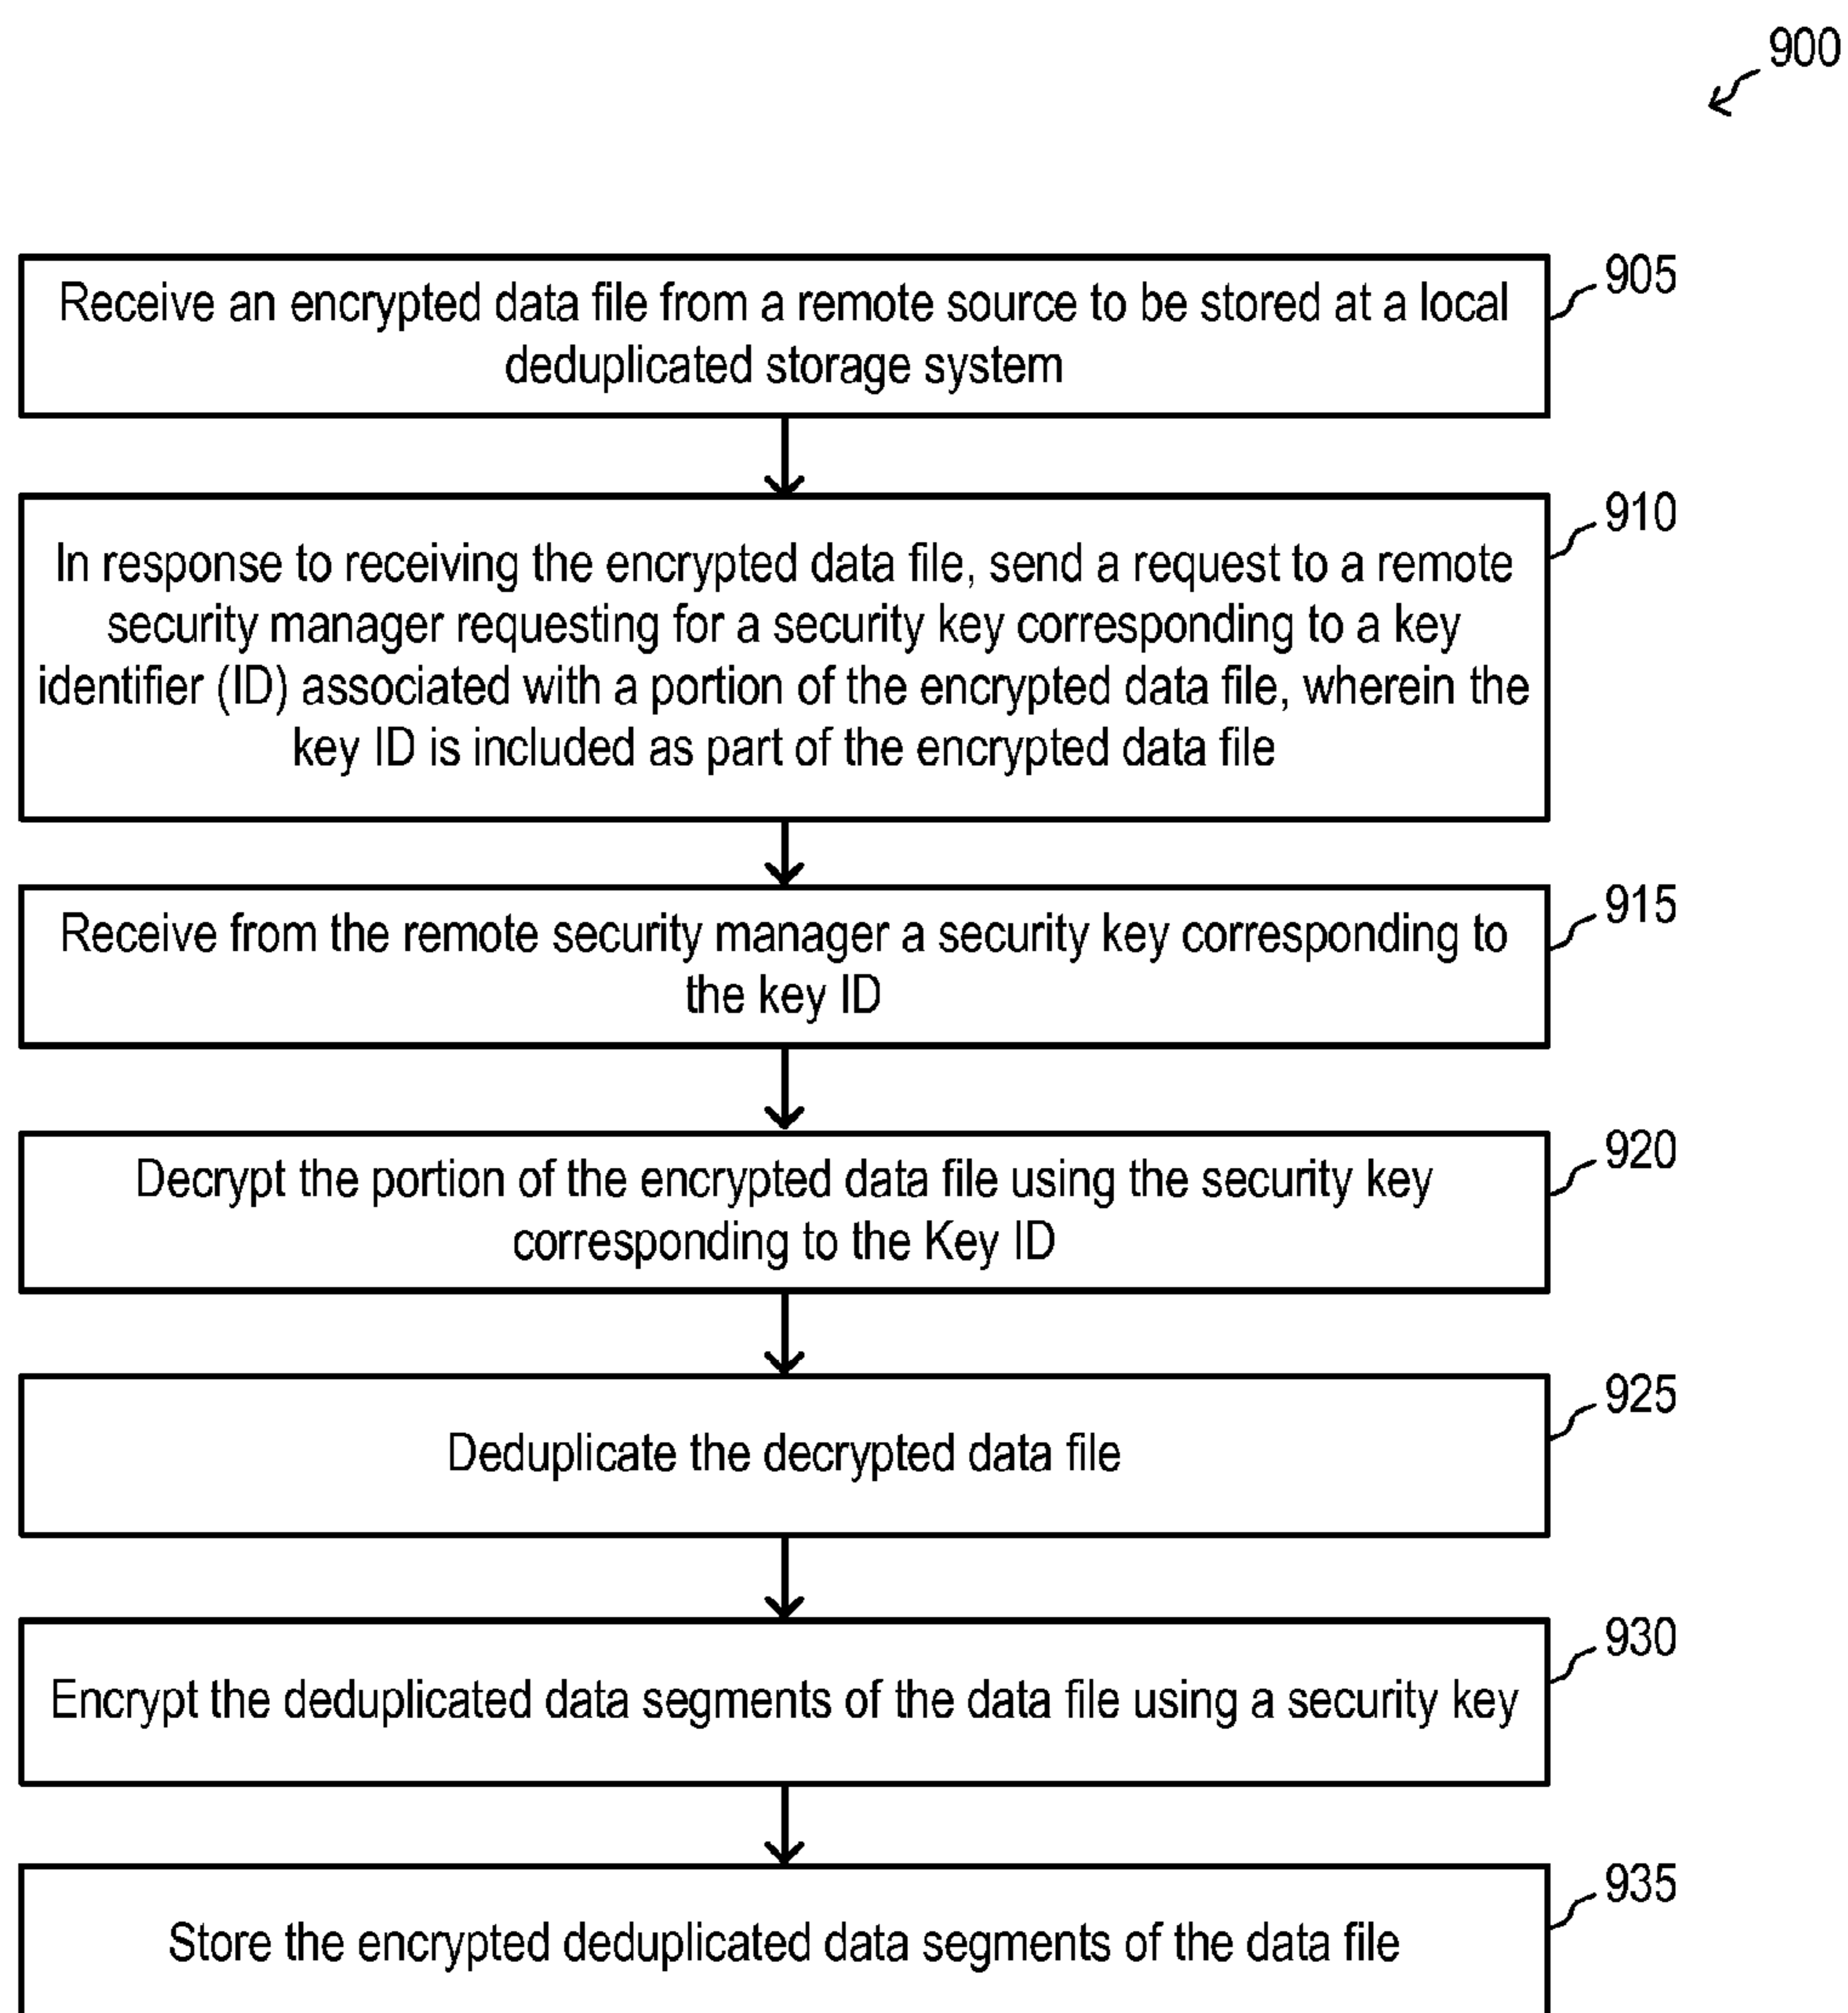 900
905
Receive an encrypted data file from a remote source to be stored at a local
deduplicated storage system
910
In response to receiving the encrypted data file, send a request to a remote
security manager requesting for a security key corresponding to a key
identifier (ID) associated with a portion of the encrypted data file, wherein the
key ID is included as part of the encrypted data file
915
Receive from the remote security manager a security key corresponding to
the key ID
920
Decrypt the portion of the encrypted data file using the security key
corresponding to the Key ID
925
Deduplicate the decrypted data file
930
Encrypt the deduplicated data segments of the data file using a security key
935
Store the encrypted deduplicated data segments of the data file